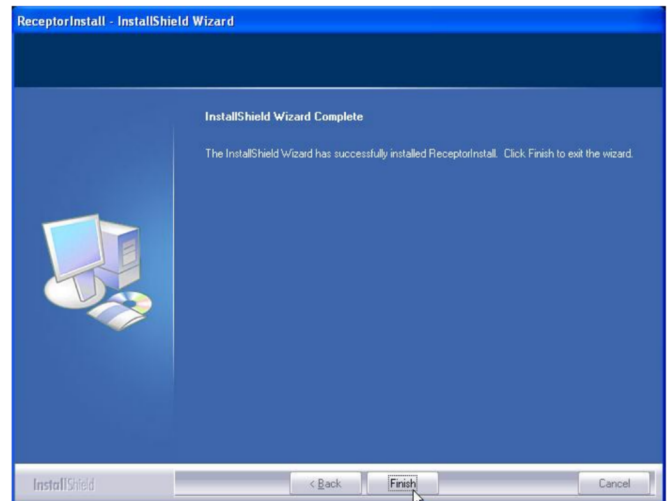 ReceptorInstall - InstallShield Wizard
InstallShield Wizard Complete
The InstallShield Wizard has successfully installed ReceptorInstall. Click Finish to exit the wizard.
InstallShield
< Back
Finish
Cancel